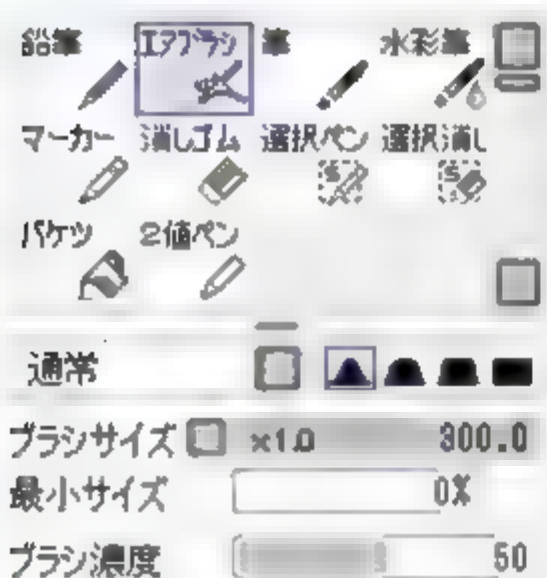 鉛筆 エアブラシ 筆 水彩筆
マーカー 消しゴム 選択ペン 選択消し
バケツ 2値ペン
通常
ブラシサイズ ×1.0 300.0
最小サイズ 0%
ブラシ濃度 50